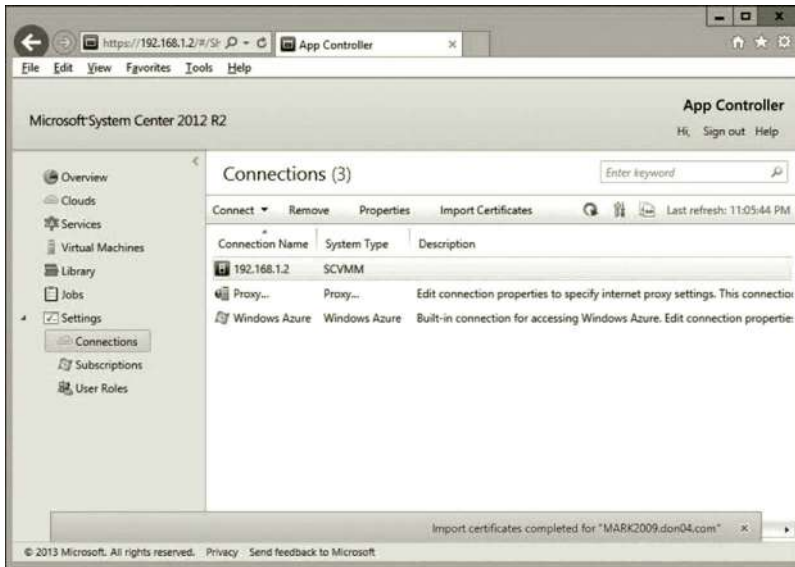 https://192.168.1.2/#/S
App Controller
File Edit View Favorites Tools Help
Microsoft System Center 2012 R2
App Controller
Hi, Sign out Help
Overview
Clouds
Services
Virtual Machines
Library
Jobs
Settings
Connections
Subscriptions
User Roles
Connections (3)
Enter keyword
Connect Remove Properties Import Certificates Last refresh: 11:05:44 PM
Connection Name System Type Description
192.168.1.2 SCVMM
Proxy... Proxy... Edit connection properties to specify internet proxy settings. This connection
Windows Azure Windows Azure Built-in connection for accessing Windows Azure. Edit connection properties
Import certificates completed for "MARK2009.don04.com"
© 2013 Microsoft. All rights reserved. Privacy Send feedback to Microsoft